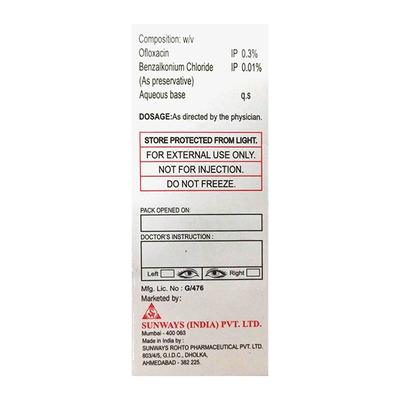 Composition: w/v
Ofloxacin IP 0.3%
Benzalkonium Chloride IP 0.01%
(As preservative)
Aqueous base q.s
DOSAGE:As directed by the physician.
STORE PROTECTED FROM LIGHT.
FOR EXTERNAL USE ONLY.
NOT FOR INJECTION.
DO NOT FREEZE.
PACK OPENED ON:
DOCTOR'S INSTRUCTION :
Left Right
Mfg. Lic. No : G/476
Marketed by:
SUNWAYS (INDIA) PVT. LTD.
Mumbai - 400 063
Made in India by :
SUNWAYS ROHTO PHARMACEUTICAL PVT. LTD.
803/4/5, G.I.D.C., DHOLKA,
AHMEDABAD - 382 225.